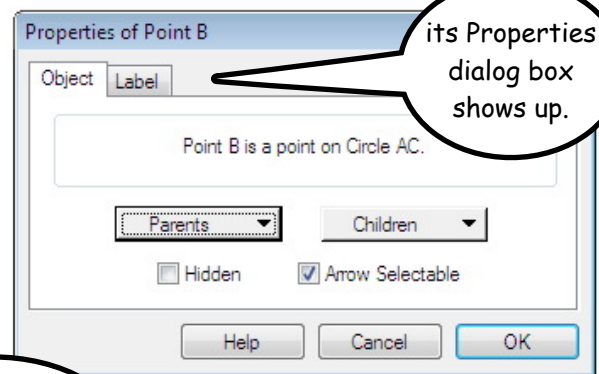 Properties of Point B
its Properties
dialog box
shows up.
Object Label
Point B is a point on Circle AC.
Parents Children
Hidden Arrow Selectable
Help Cancel OK